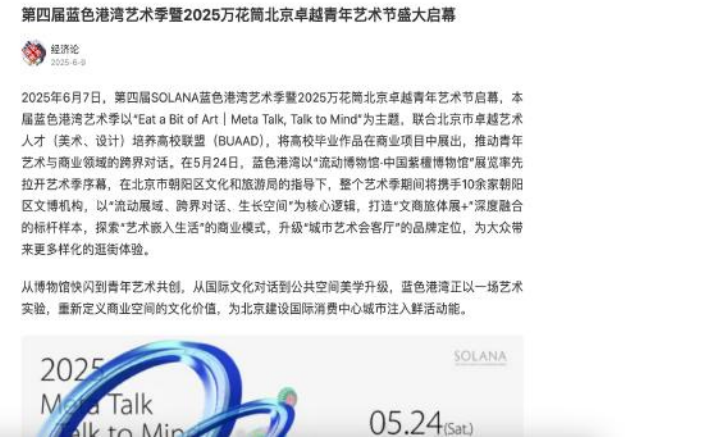 第四届蓝色港湾艺术季暨2025万花筒北京卓越青年艺术节盛大启幕
经济论
2025-6-9
2025年6月7日，第四届SOLANA蓝色港湾艺术季暨2025万花筒北京卓越青年艺术节启幕，本
届蓝色港湾艺术季以“Eat a Bit of Art｜Meta Talk, Talk to Mind”为主题，联合北京市卓越艺术
人才（美术、设计）培养高校联盟（BUAAD），将高校毕业作品在商业项目中展出，推动青年
艺术与商业领域的跨界对话。在5月24日，蓝色港湾以“流动博物馆·中国紫檀博物馆”展览率先
拉开艺术季序幕，在北京市朝阳区文化和旅游局的指导下，整个艺术季期间将携手10余家朝阳
区文博机构，以“流动展域、跨界对话、生长空间”为核心逻辑，打造“文商旅体展+”深度融合
的标杆样本，探索“艺术嵌入生活”的商业模式，升级“城市艺术会客厅”的品牌定位，为大众带
来更多样化的逛街体验。
从博物馆快闪到青年艺术共创，从国际文化对话到公共空间美学升级，蓝色港湾正以一场艺术
实验，重新定义商业空间的文化价值，为北京建设国际消费中心城市注入鲜活动能。
SOLANA
2025
Meta Talk
Talk to Mind
05.24(Sat.)